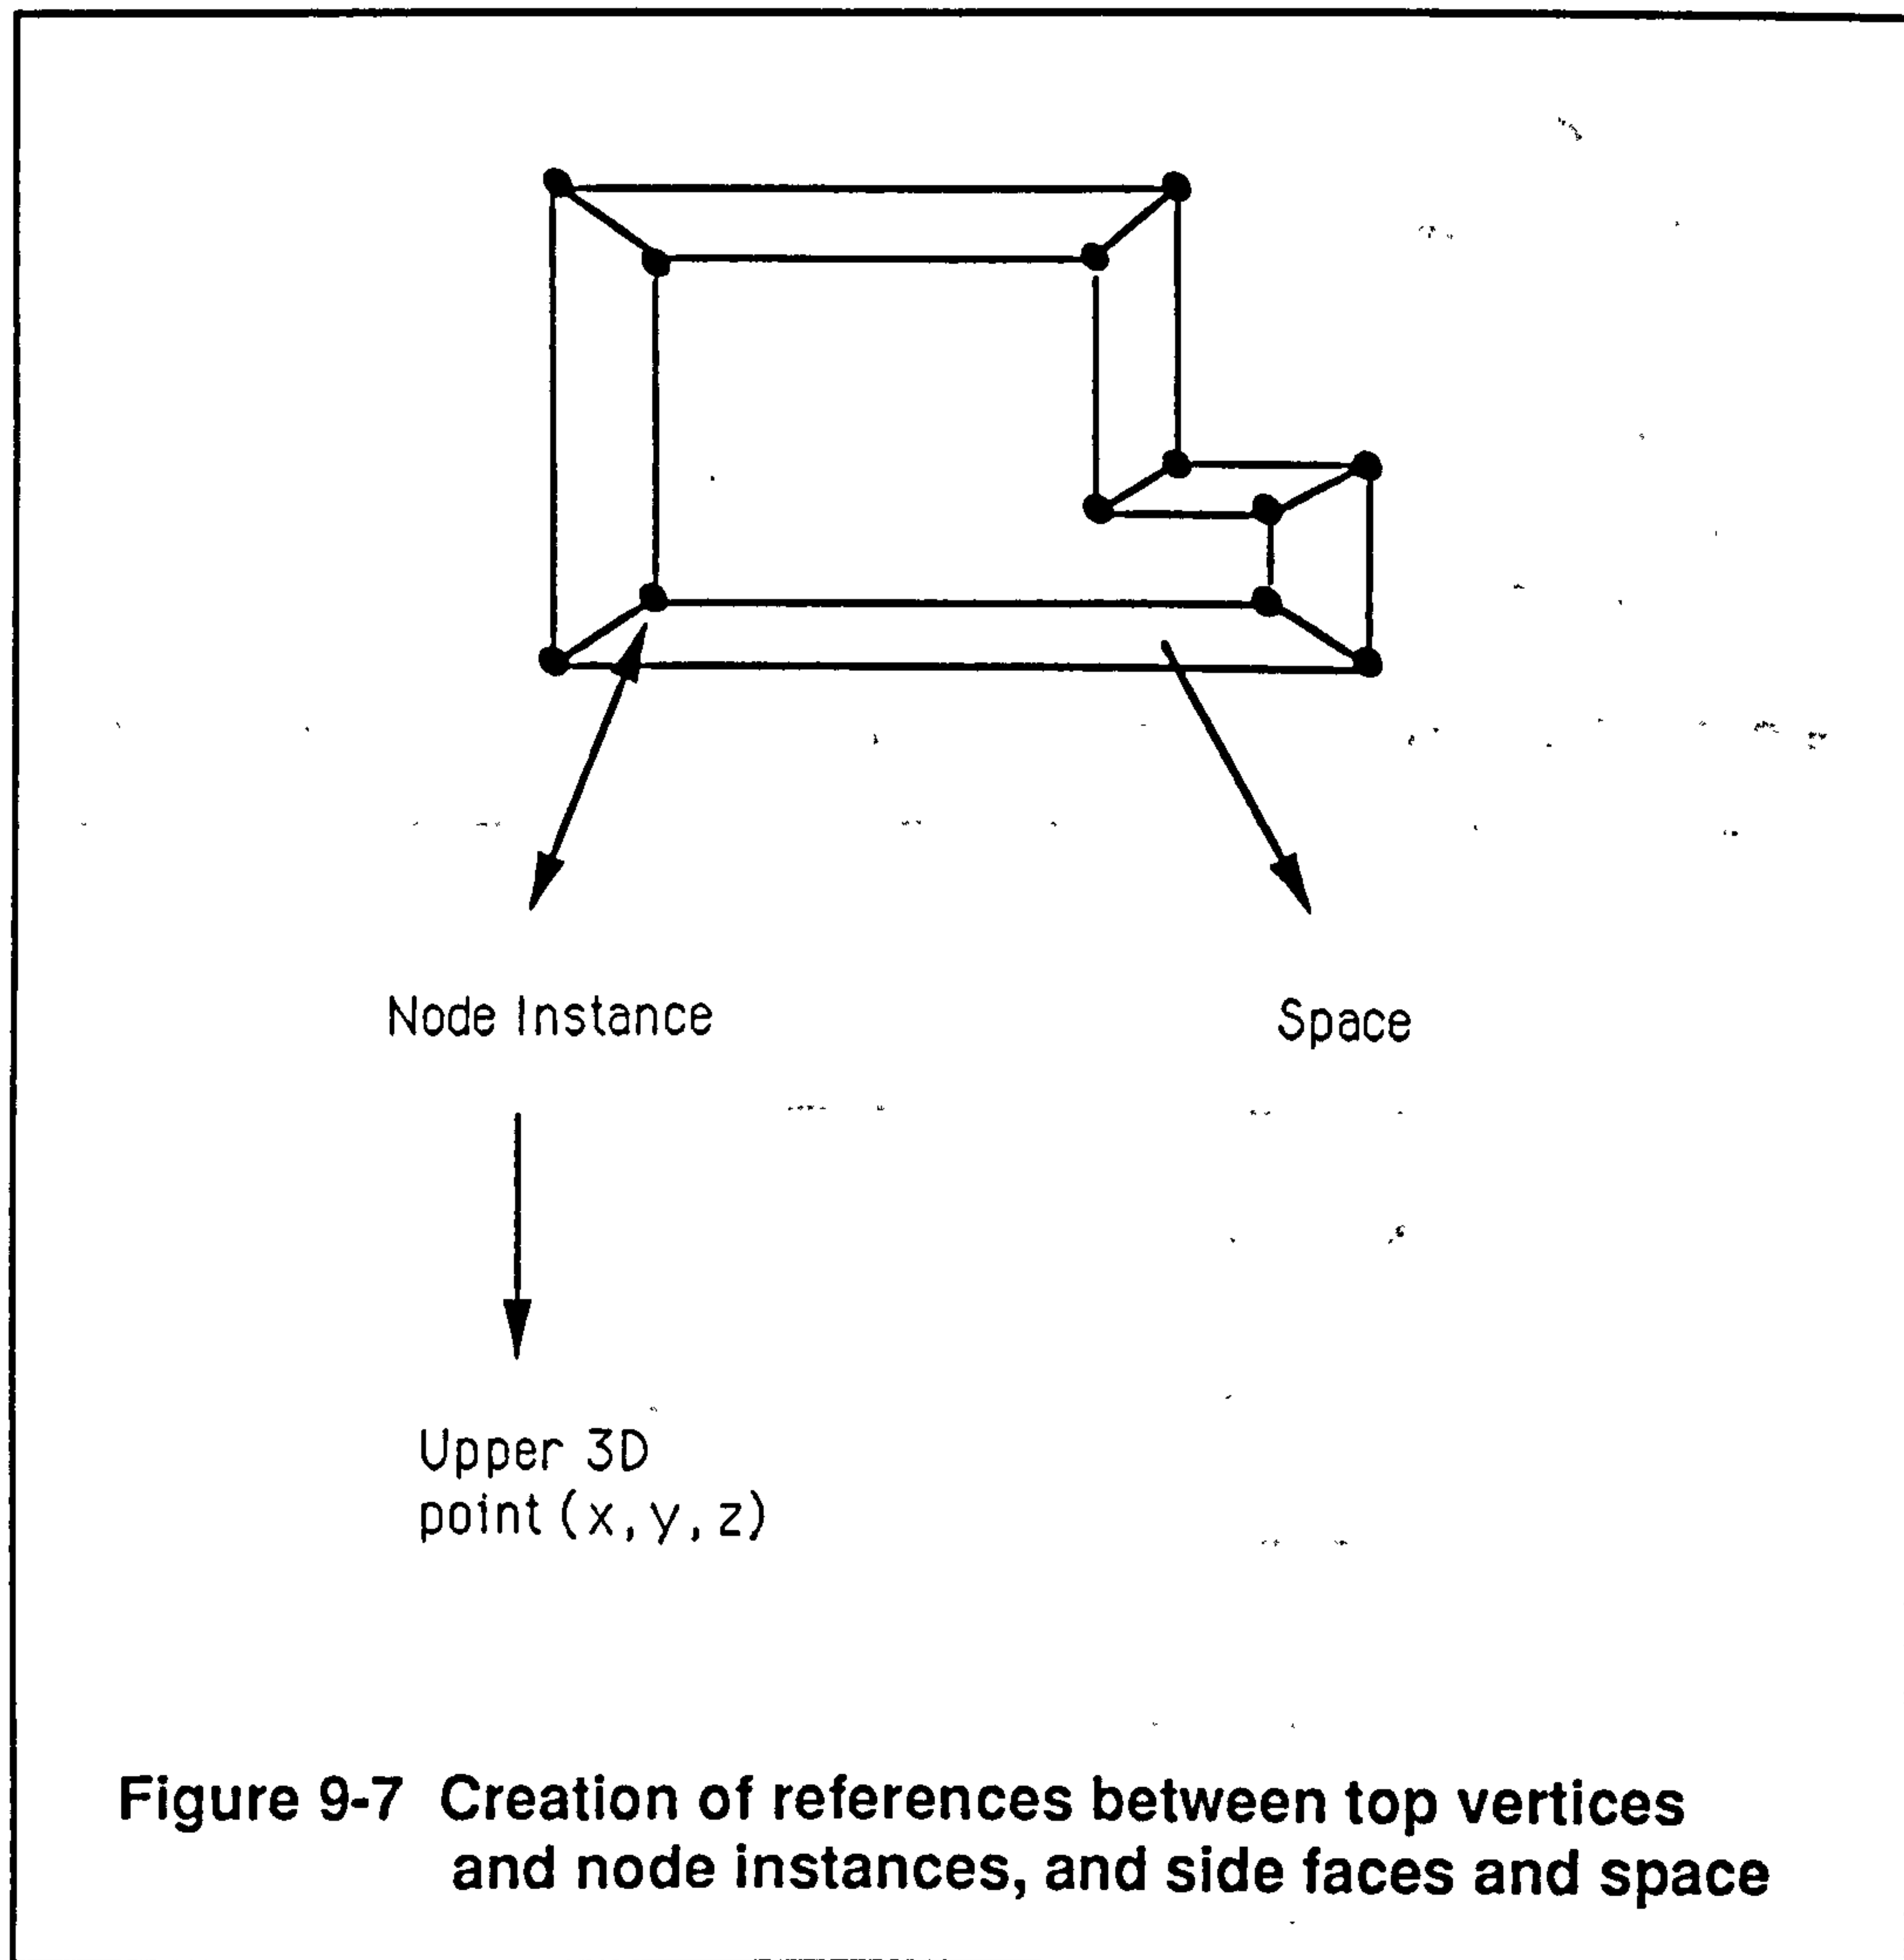 Node Instance
Space
Upper 3D
point (x, y, z)
Figure 9-7 Creation of references between top vertices
and node instances, and side faces and space